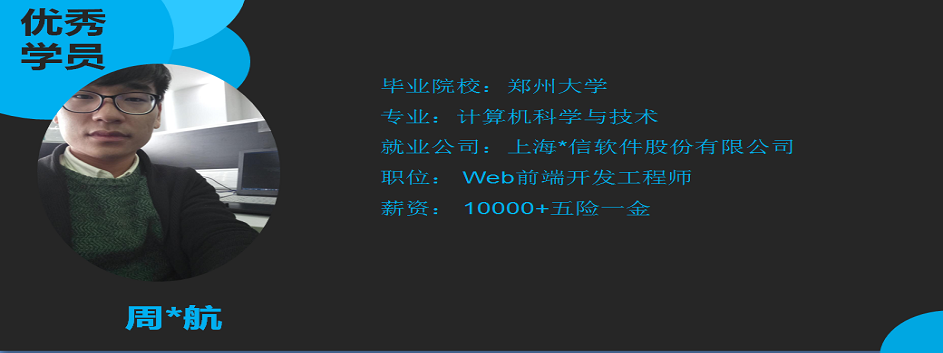 优秀
学员
毕业院校：郑州大学
专业：计算机科学与技术
就业公司：上海*信软件股份有限公司
职位： Web前端开发工程师
薪资： 10000+五险一金
周*航